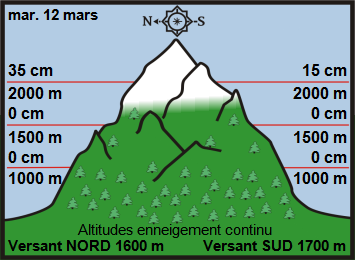 mar. 12 mars
N S
35 cm 15 cm
2000 m 2000 m
0 cm 0 cm
1500 m 1500 m
0 cm 0 cm
1000 m 1000 m
Altitudes enneigement continu
Versant NORD 1600 m Versant SUD 1700 m